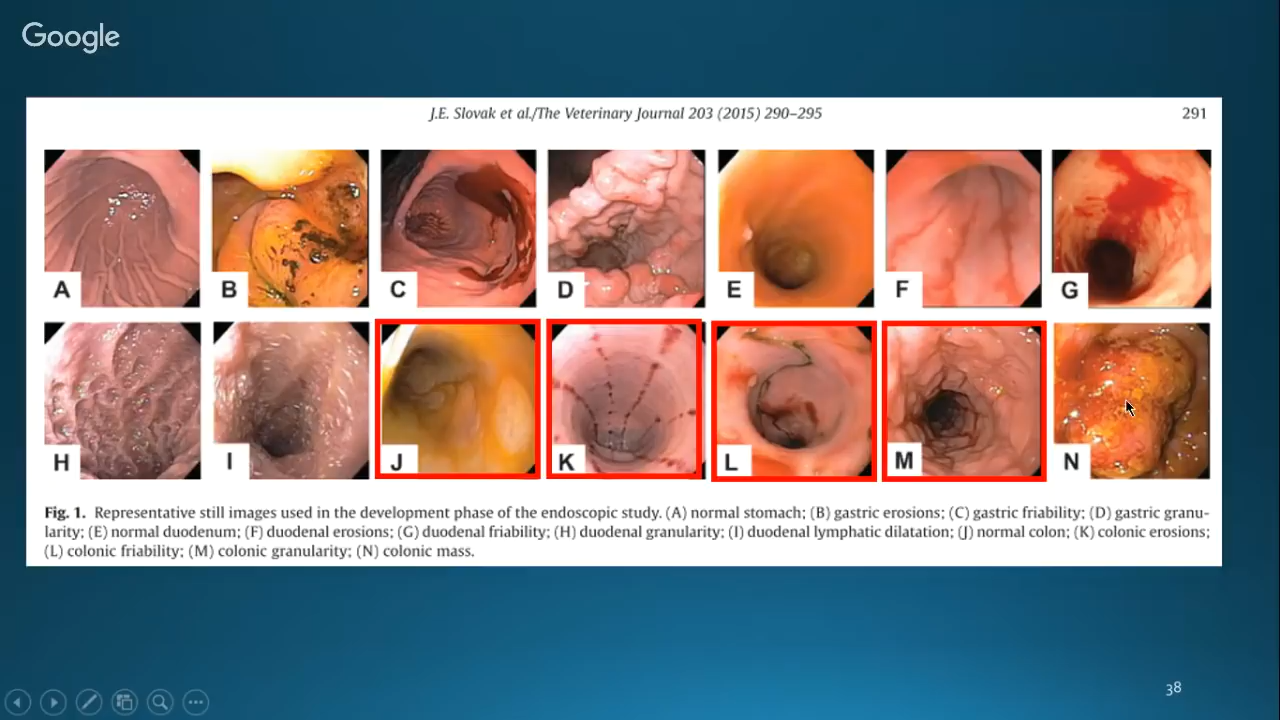 Google
J.E. Slovak et al./The Veterinary Journal 203 (2015) 290–295
291
A
B
C
D
E
F
G
H
I
J
K
L
M
N
Fig. 1. Representative still images used in the development phase of the endoscopic study. (A) normal stomach; (B) gastric erosions; (C) gastric friability; (D) gastric granu-
larity; (E) normal duodenum; (F) duodenal erosions; (G) duodenal friability; (H) duodenal granularity; (I) duodenal lymphatic dilatation; (J) normal colon; (K) colonic erosions;
(L) colonic friability; (M) colonic granularity; (N) colonic mass.
38